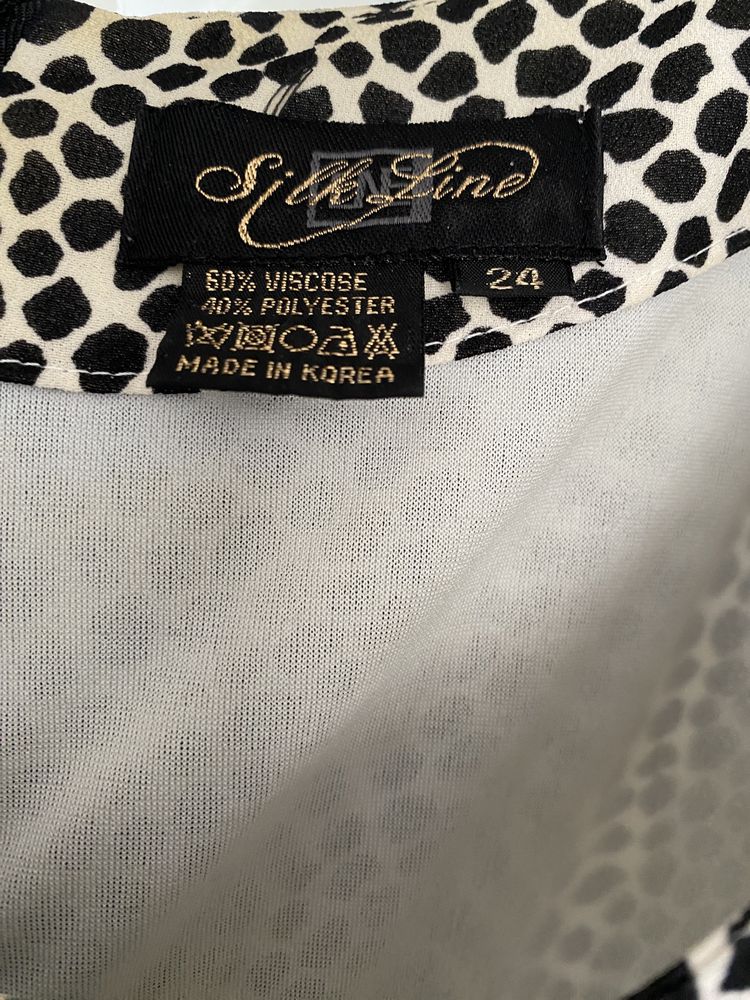 Silk Line
60% VISCOSE
40% POLYESTER
24
MADE IN KOREA